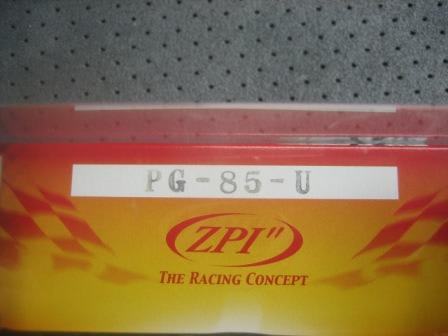 PG-85-U
ZPI"
THE RACING CONCEPT